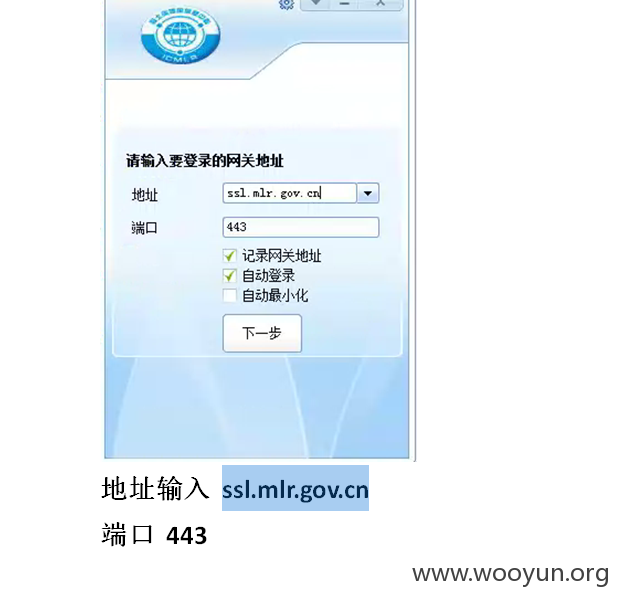 ICMLR
请输入要登录的网关地址
地址 ssl.mlr.gov.cn
端口 443
记录网关地址
自动登录
自动最小化
下一步
地址输入 ssl.mlr.gov.cn
端口 443
www.wooyun.org